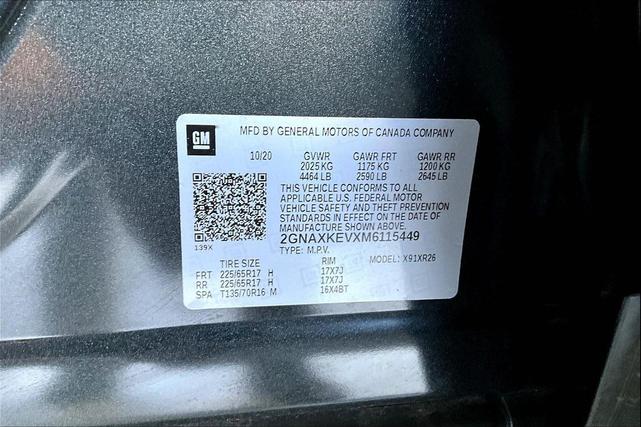 GM
MFD BY GENERAL MOTORS OF CANADA COMPANY
10/20 GVWR GAWR FRT GAWR RR
2025 KG 1175 KG 1200 KG
4464 LB 2590 LB 2645 LB
THIS VEHICLE CONFORMS TO ALL
APPLICABLE U.S. FEDERAL MOTOR
VEHICLE SAFETY AND THEFT PREVENTION
STANDARDS IN EFFECT ON THE DATE OF
MANUFACTURE SHOWN ABOVE.
2GNAXKEVXM6115449
139X
TYPE: M.P.V. MODEL: X91XR26
TIRE SIZE RIM
FRT 225/65R17 H 17X7J
RR 225/65R17 H 17X7J
SPA T135/70R16 M 16X4BT